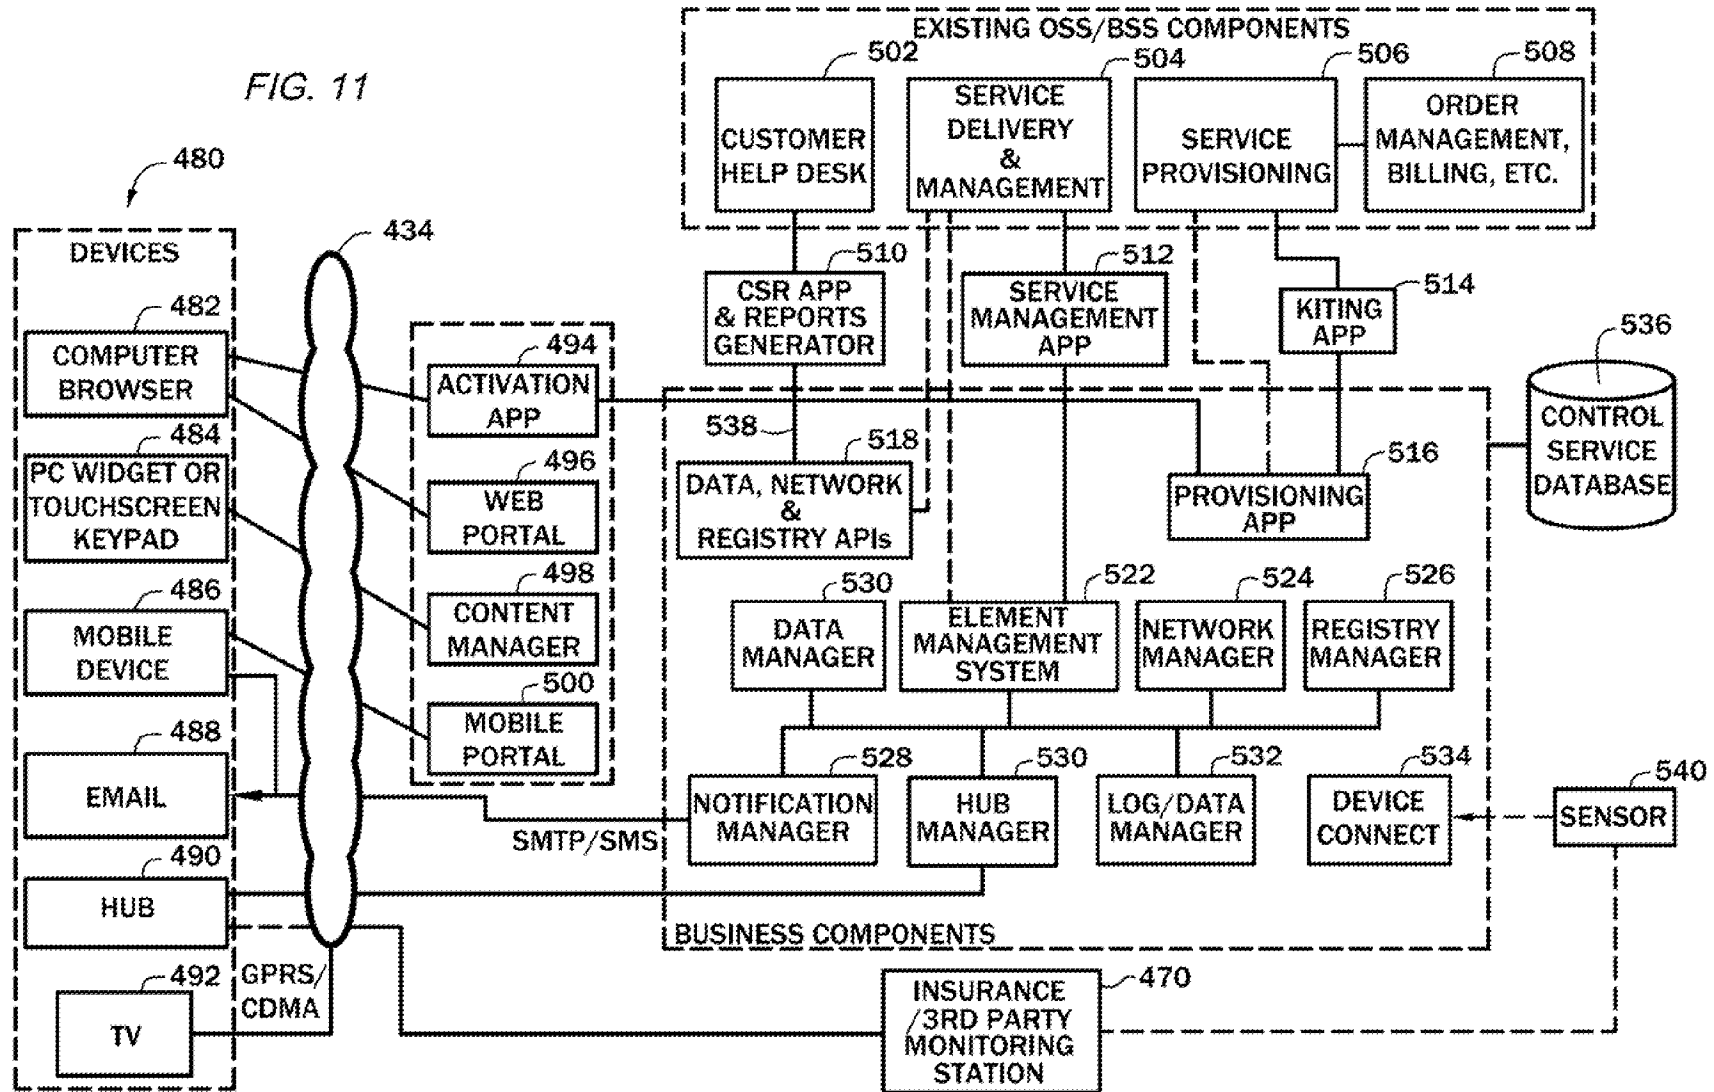 FIG. 11
EXISTING OSS/BSS COMPONENTS
502
504
506
508
CUSTOMER
HELP DESK
SERVICE
DELIVERY
&
MANAGEMENT
SERVICE
PROVISIONING
ORDER
MANAGEMENT,
BILLING, ETC.
480
434
DEVICES
482
COMPUTER
BROWSER
484
PC WIDGET OR
TOUCHSCREEN
KEYPAD
486
MOBILE
DEVICE
488
EMAIL
490
HUB
492
TV
GPRS/
CDMA
494
ACTIVATION
APP
496
WEB
PORTAL
498
CONTENT
MANAGER
500
MOBILE
PORTAL
510
CSR APP
& REPORTS
GENERATOR
512
SERVICE
MANAGEMENT
APP
514
KITING
APP
536
CONTROL
SERVICE
DATABASE
538
518
DATA, NETWORK
&
REGISTRY APIs
516
PROVISIONING
APP
530
DATA
MANAGER
522
ELEMENT
MANAGEMENT
SYSTEM
524
NETWORK
MANAGER
526
REGISTRY
MANAGER
528
NOTIFICATION
MANAGER
SMTP/SMS
530
HUB
MANAGER
532
LOG/DATA
MANAGER
534
DEVICE
CONNECT
540
SENSOR
BUSINESS COMPONENTS
470
INSURANCE
/3RD PARTY
MONITORING
STATION